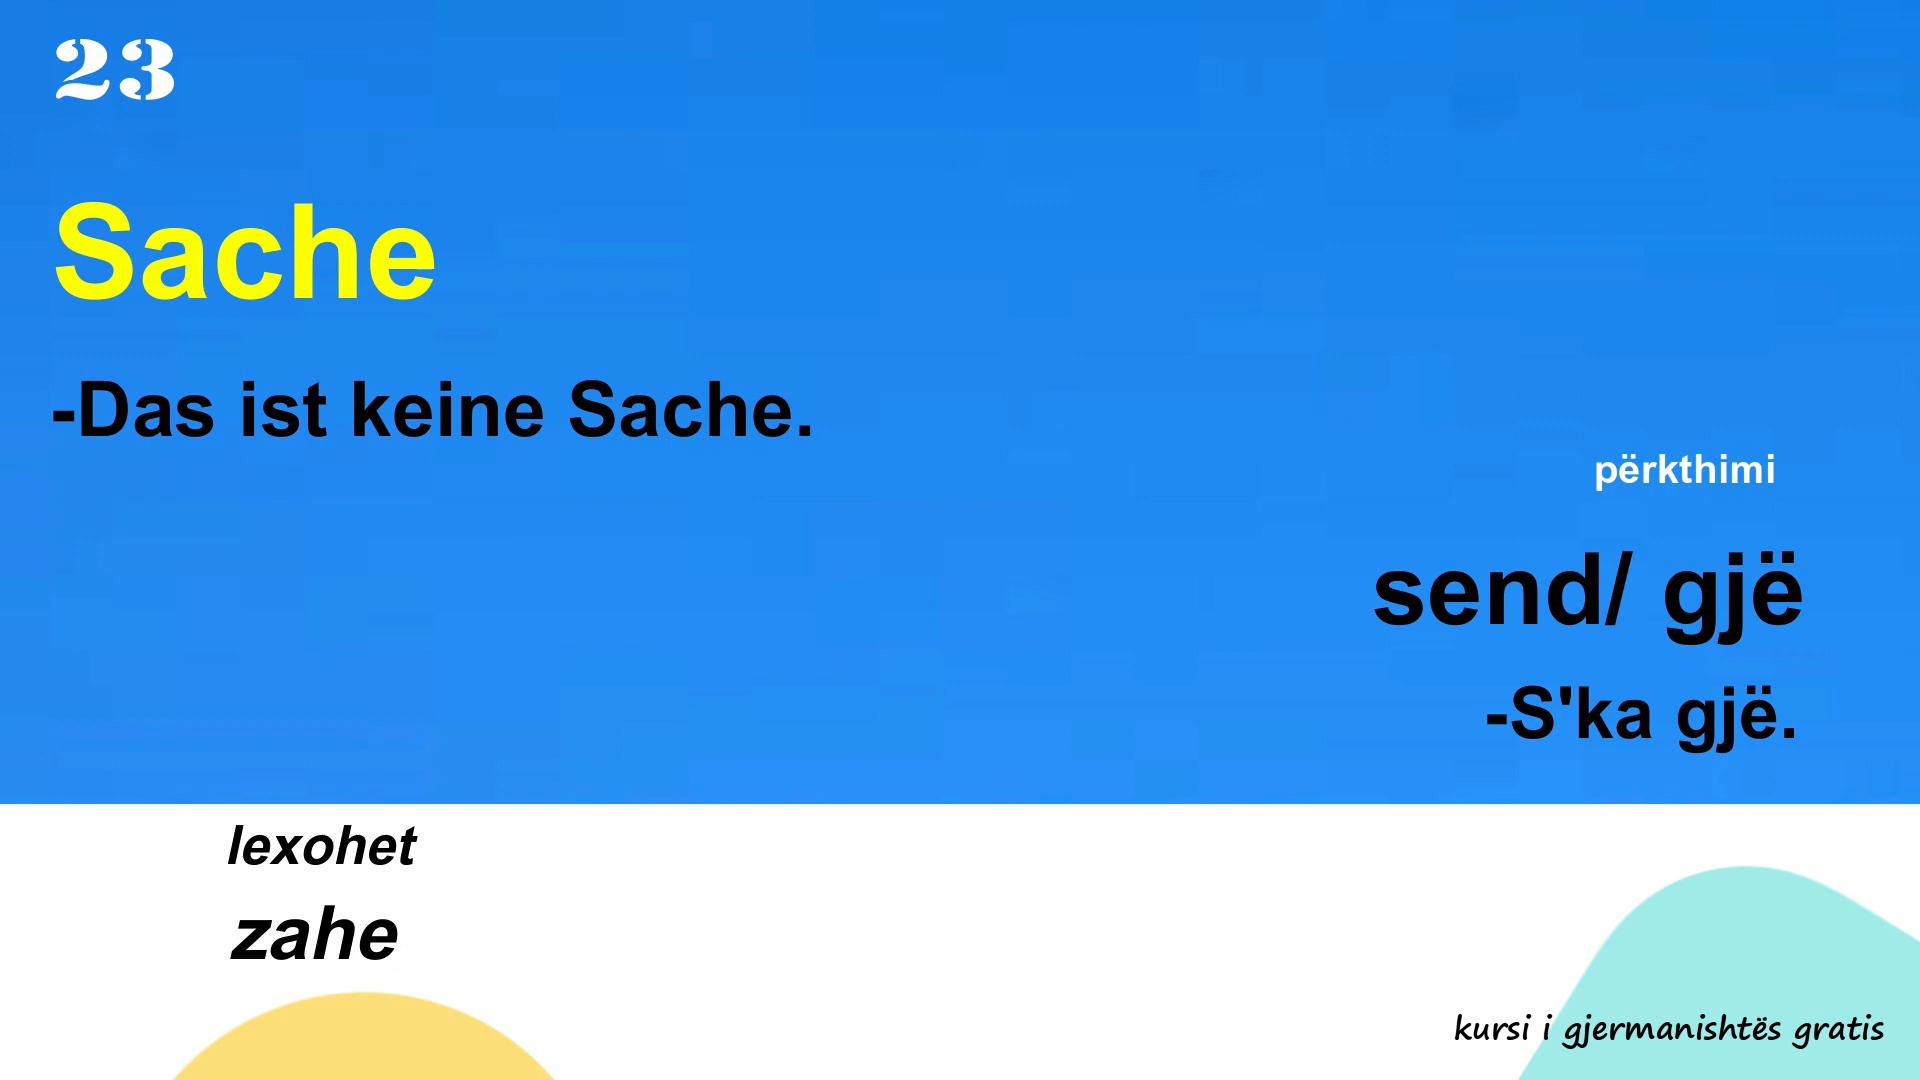 23
Sache
-Das ist keine Sache.
përkthimi
send/ gjë
-S'ka gjë.
lexohet
zahe
kursi i gjermanishtës gratis